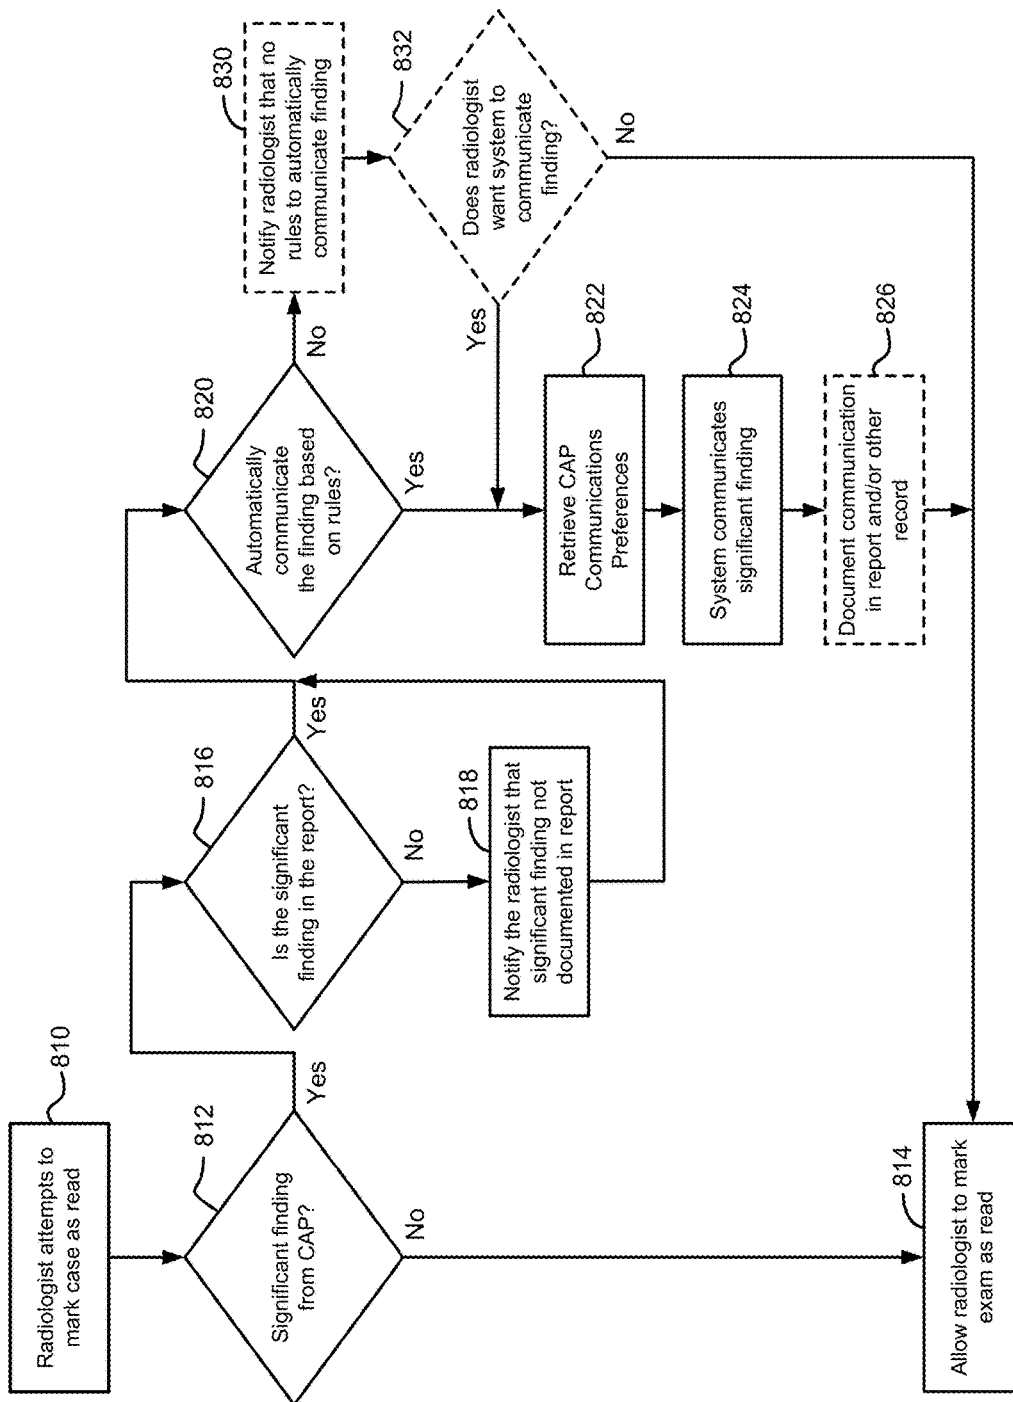 810
Radiologist attempts to
mark case as read
812
Significant finding
from CAP?
Yes
No
814
Allow radiologist to mark
exam as read
816
Is the significant
finding in the report?
Yes
No
818
Notify the radiologist that
significant finding not
documented in report
820
Automatically
communicate
the finding based
on rules?
No
Yes
822
Retrieve CAP
Communications
Preferences
824
System communicates
significant finding
826
Document communication
in report and/or other
record
830
Notify radiologist that no
rules to automatically
communicate finding
832
Does radiologist
want system to
communicate
finding?
Yes
No